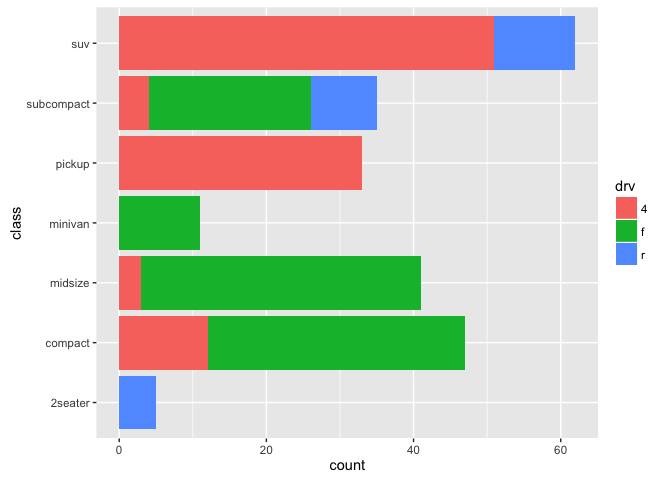 suv
subcompact
pickup
minivan
midsize
compact
2seater
class
0 20 40 60
count
drv
4
f
r